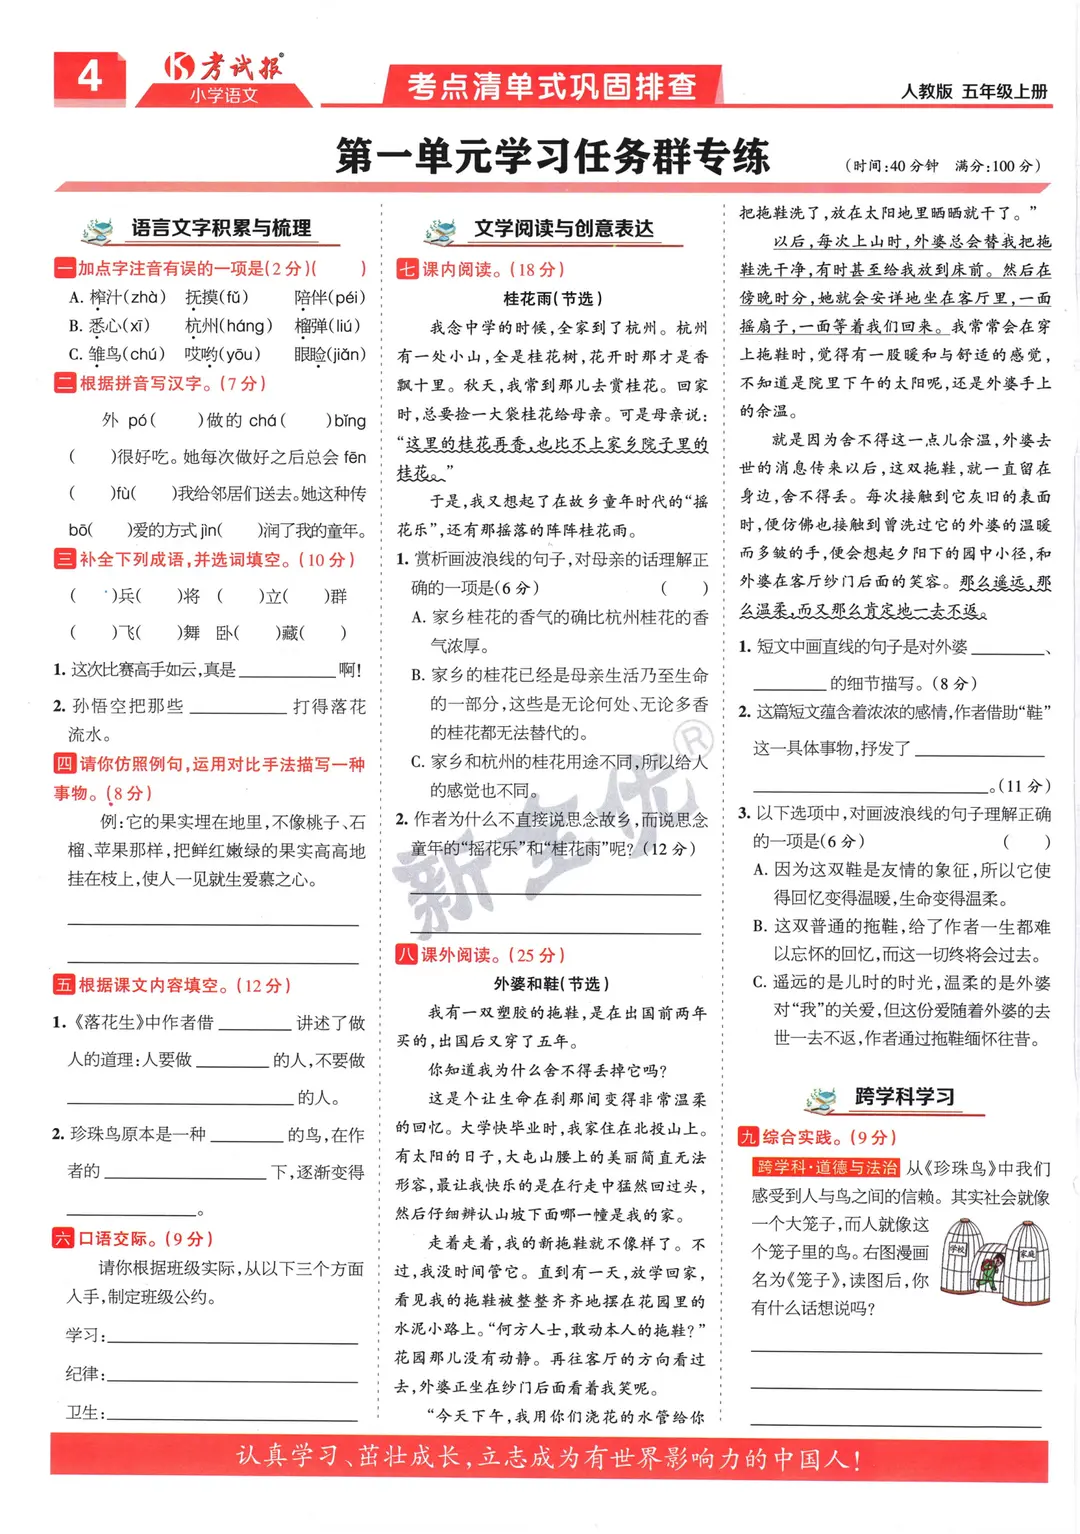 4
考试报
小学语文
考点清单式巩固排查
人教版 五年级上册
第一单元学习任务群专练
(时间:40分钟 满分:100分)
语言文字积累与梳理
一 加点字注音有误的一项是(2分)( )
A. 榨汁(zhà) 抚摸(fǔ) 陪伴(péi)
B. 悉心(xī) 杭州(háng) 榴弹(liú)
C. 雏鸟(chú) 哎哟(yōu) 眼睑(jiǎn)
二 根据拼音写汉字。(7分)
外 pó( )做的 chá( )bǐng
( )很好吃。她每次做好之后总会 fēn
( )fù( )我给邻居们送去。她这种传
bō( )爱的方式 jìn( )润了我的童年。
三 补全下列成语,并选词填空。(10分)
( )兵( )将 ( )立( )群
( )飞( )舞 卧( )藏( )
1. 这次比赛高手如云,真是____啊!
2. 孙悟空把那些____打得落花
流水。
四 请你仿照例句,运用对比手法描写一种
事物。(8分)
例:它的果实埋在地里,不像桃子、石
榴、苹果那样,把鲜红嫩绿的果实高高地
挂在枝上,使人一见就生爱慕之心。
五 根据课文内容填空。(12分)
1.《落花生》中作者借____讲述了做
人的道理:人要做____的人,不要做
____的人。
2. 珍珠鸟原本是一种____的鸟,在作
者的____下,逐渐变得
____。
六 口语交际。(9分)
请你根据班级实际,从以下三个方面
入手,制定班级公约。
学习:____
纪律:____
卫生:____
文学阅读与创意表达
七 课内阅读。(18分)
桂花雨(节选)
我念中学的时候,全家到了杭州。杭州
有一处小山,全是桂花树,花开时那才是香
飘十里。秋天,我常到那儿去赏桂花。回家
时,总要捡一大袋桂花给母亲。可是母亲说:
“这里的桂花再香,也比不上家乡院子里的
桂花。”
于是,我又想起了在故乡童年时代的“摇
花乐”,还有那摇落的阵阵桂花雨。
1. 赏析画波浪线的句子,对母亲的话理解正
确的一项是(6分) ( )
A. 家乡桂花的香气的确比杭州桂花的香
气浓厚。
B. 家乡的桂花已经是母亲生活乃至生命
的一部分,这些是无论何处、无论多香
的桂花都无法替代的。
C. 家乡和杭州的桂花用途不同,所以给人
的感觉也不同。
2. 作者为什么不直接说思念故乡,而说思念
童年的“摇花乐”和“桂花雨”呢?(12分)
八 课外阅读。(25分)
外婆和鞋(节选)
我有一双塑胶的拖鞋,是在出国前两年
买的,出国后又穿了五年。
你知道我为什么舍不得丢掉它吗?
这是个让生命在刹那间变得非常温柔
的回忆。大学快毕业时,我家住在北投山上。
有太阳的日子,大屯山腰上的美丽简直无法
形容,最让我快乐的是在行走中猛然回过头,
然后仔细辨认山坡下面哪一幢是我的家。
走着走着,我的新拖鞋就不像样了。不
过,我没时间管它。直到有一天,放学回家,
看见我的拖鞋被整整齐齐地摆在花园里的
水泥小路上。“何方人士,敢动本人的拖鞋?”
花园那儿没有动静。再往客厅的方向看过
去,外婆正坐在纱门后面看着我笑呢。
“今天下午,我用你们浇花的水管给你
把拖鞋洗了,放在太阳地里晒晒就干了。”
以后,每次上山时,外婆总会替我把拖
鞋洗干净,有时甚至给我放到床前。然后在
傍晚时分,她就会安详地坐在客厅里,一面
摇扇子,一面等着我们回来。我常常会在穿
上拖鞋时,觉得有一股暖和与舒适的感觉,
不知道是院里下午的太阳呢,还是外婆手上
的余温。
就是因为舍不得这一点儿余温,外婆去
世的消息传来以后,这双拖鞋,就一直留在
身边,舍不得丢。每次接触到它灰旧的表面
时,便仿佛也接触到曾洗过它的外婆的温暖
而多皱的手,便会想起夕阳下的园中小径,和
外婆在客厅纱门后面的笑容。那么遥远,那
么温柔,而又那么肯定地一去不返。
1. 短文中画直线的句子是对外婆____、
____的细节描写。(8分)
2. 这篇短文蕴含着浓浓的感情,作者借助“鞋”
这一具体事物,抒发了____
____。(11分)
3. 以下选项中,对画波浪线的句子理解正确
的一项是(6分) ( )
A. 因为这双鞋是友情的象征,所以它使
得回忆变得温暖,生命变得温柔。
B. 这双普通的拖鞋,给了作者一生都难
以忘怀的回忆,而这一切终将会过去。
C. 遥远的是儿时的时光,温柔的是外婆
对“我”的关爱,但这份爱随着外婆的去
世一去不返,作者通过拖鞋缅怀往昔。
跨学科学习
九 综合实践。(9分)
跨学科·道德与法治 从《珍珠鸟》中我们
感受到人与鸟之间的信赖。其实社会就像
一个大笼子,而人就像这
个笼子里的鸟。右图漫画
名为《笼子》,读图后,你
有什么话想说吗?
学校
家庭
新全优®
认真学习、茁壮成长,立志成为有世界影响力的中国人!